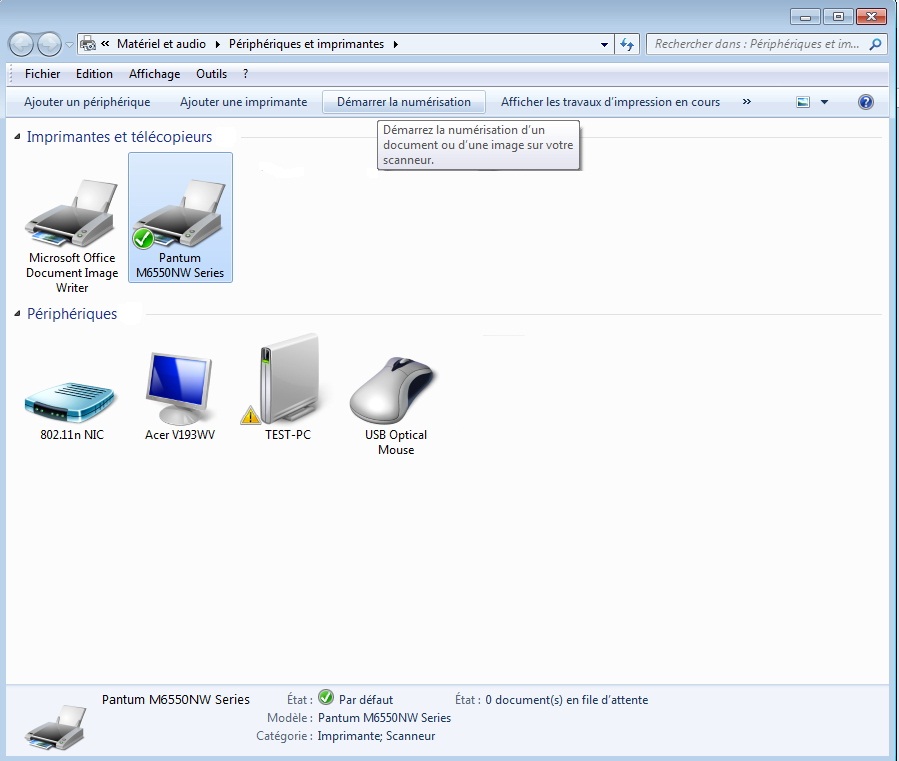 « Matériel et audio ▸ Périphériques et imprimantes ▸
Rechercher dans : Périphériques et im...
Fichier Edition Affichage Outils ?
Ajouter un périphérique Ajouter une imprimante Démarrer la numérisation Afficher les travaux d'impression en cours »
Démarrez la numérisation d'un
document ou d'une image sur votre
scanneur.
Imprimantes et télécopieurs
Microsoft Office
Document Image
Writer
Pantum
M6550NW Series
Périphériques
802.11n NIC
Acer V193WV
TEST-PC
USB Optical
Mouse
Pantum M6550NW Series État : Par défaut État : 0 document(s) en file d'attente
Modèle : Pantum M6550NW Series
Catégorie : Imprimante; Scanneur